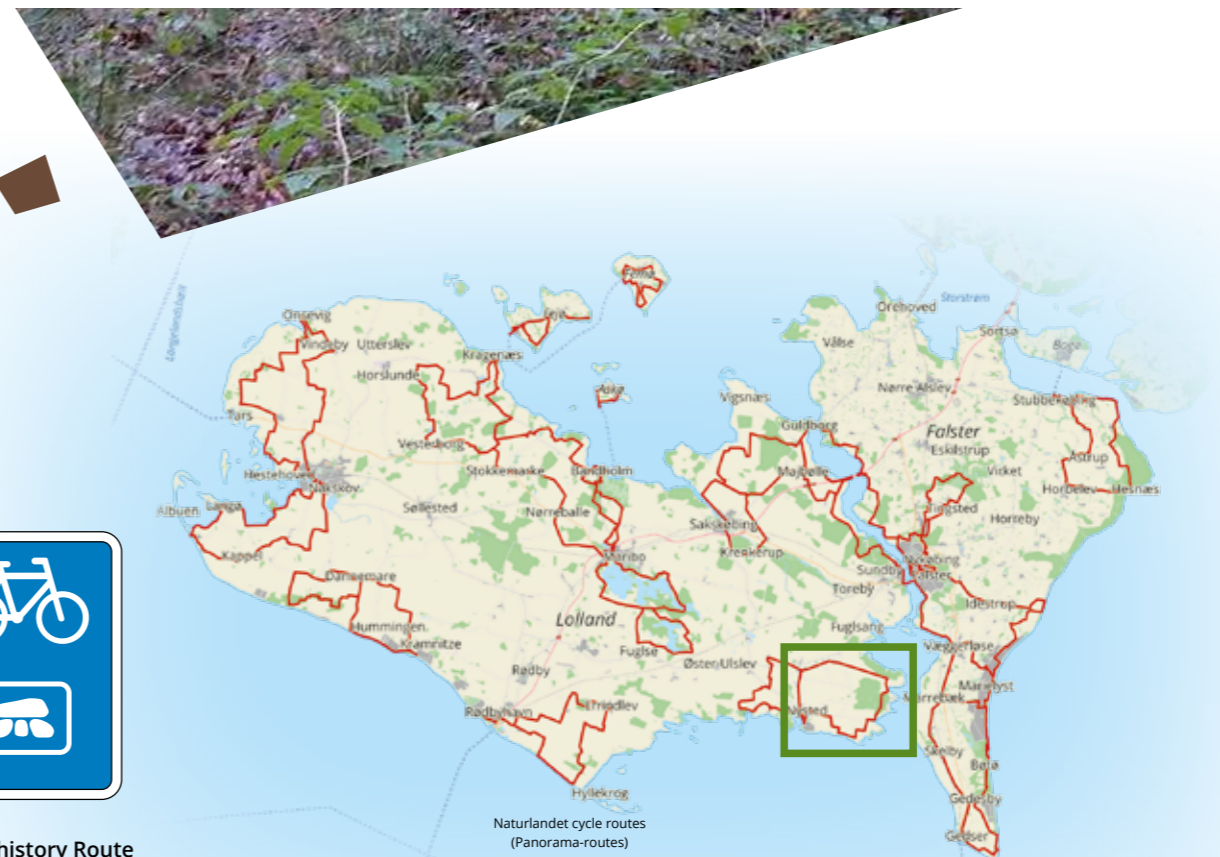 Femø
Storstrøm
Orehoved
Onsevig
Fejø
Sortsø
Langelandsbælt
Vindeby
Utterslev
Vålse
Bogø
Kragenæs
Horslunde
Askø
Nørre Alslev
Vigsnæs
Stubbekøbing
Tars
Guldborg
Falster
Vesterborg
Eskilstrup
Stokkemarke
Bandholm
Majbølle
Virket
Åstrup
Hestehoved
Nakskov
Horbelev
Hesnæs
Albuen
Langø
Søllested
Nørreballe
Sakskøbing
Tingsted
Horreby
Kappel
Maribo
Krenkerup
Nykøbing
Falster
Sundby
Dannemare
Toreby
Idestrup
Lolland
Hummingen
Fuglsang
Kramnitze
Fuglse
Væggerløse
Rødby
Øster Ulslev
Marielyst
Marrebæk
Rødbyhavn
Errindlev
Nysted
Skelby
Bøtø
Hyllekrog
Gedesby
Naturlandet cycle routes
(Panorama-routes)
Gedser
history Route